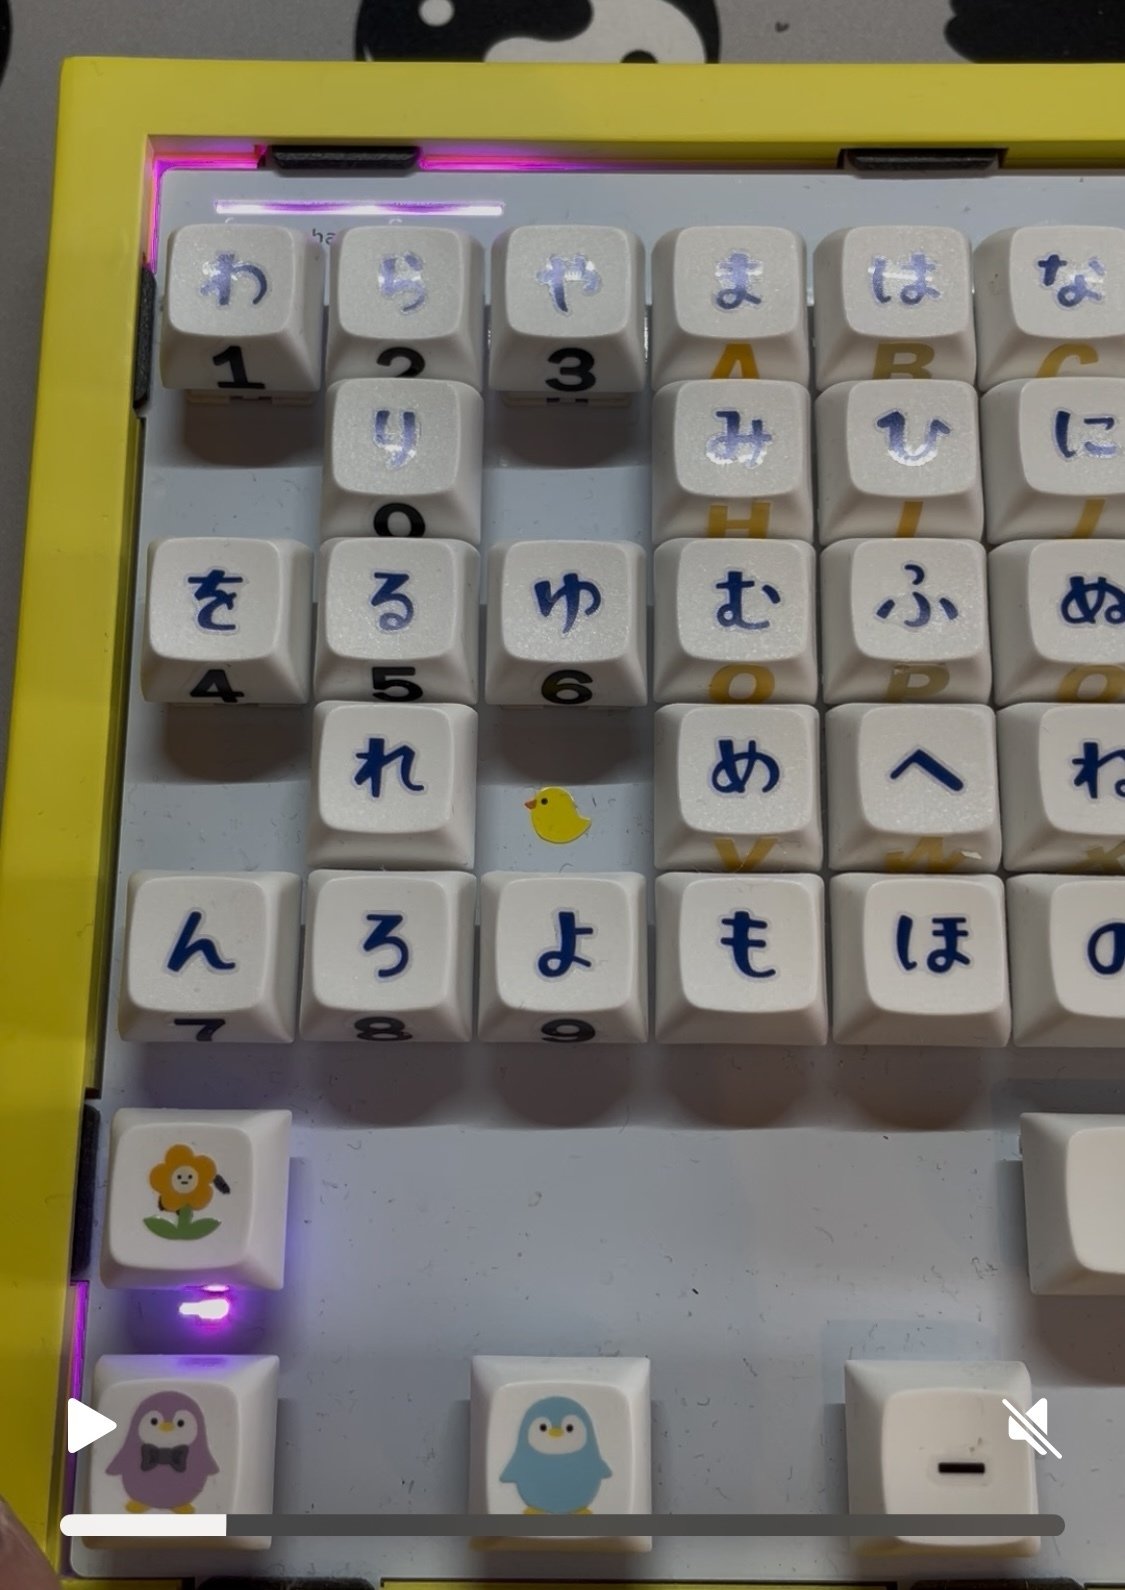 わ ら や ま は な
1 2 3 A B C
り み ひ に
0 H I J
を る ゆ む ふ ぬ
4 5 6 O P Q
れ め へ ね
V W X
ん ろ よ も ほ の
7 8 9
ー